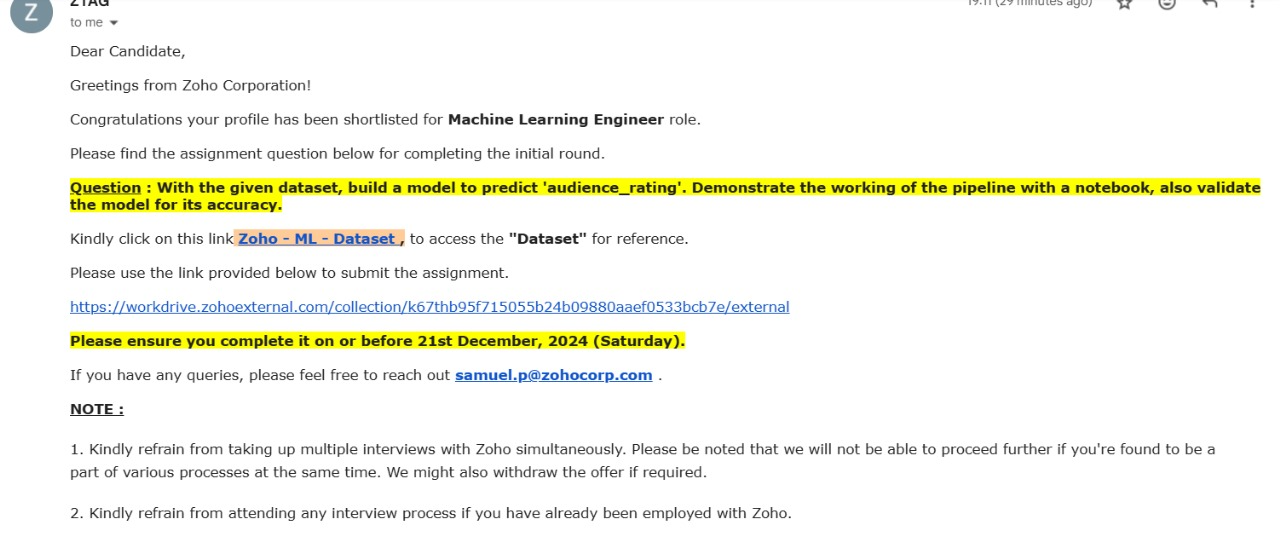 Z
ZTAG
19:11 (29 minutes ago)
to me
Dear Candidate,
Greetings from Zoho Corporation!
Congratulations your profile has been shortlisted for Machine Learning Engineer role.
Please find the assignment question below for completing the initial round.
Question : With the given dataset, build a model to predict 'audience_rating'. Demonstrate the working of the pipeline with a notebook, also validate
the model for its accuracy.
Kindly click on this link Zoho - ML - Dataset , to access the "Dataset" for reference.
Please use the link provided below to submit the assignment.
https://workdrive.zohoexternal.com/collection/k67thb95f715055b24b09880aaef0533bcb7e/external
Please ensure you complete it on or before 21st December, 2024 (Saturday).
If you have any queries, please feel free to reach out samuel.p@zohocorp.com .
NOTE :
1. Kindly refrain from taking up multiple interviews with Zoho simultaneously. Please be noted that we will not be able to proceed further if you're found to be a
part of various processes at the same time. We might also withdraw the offer if required.
2. Kindly refrain from attending any interview process if you have already been employed with Zoho.